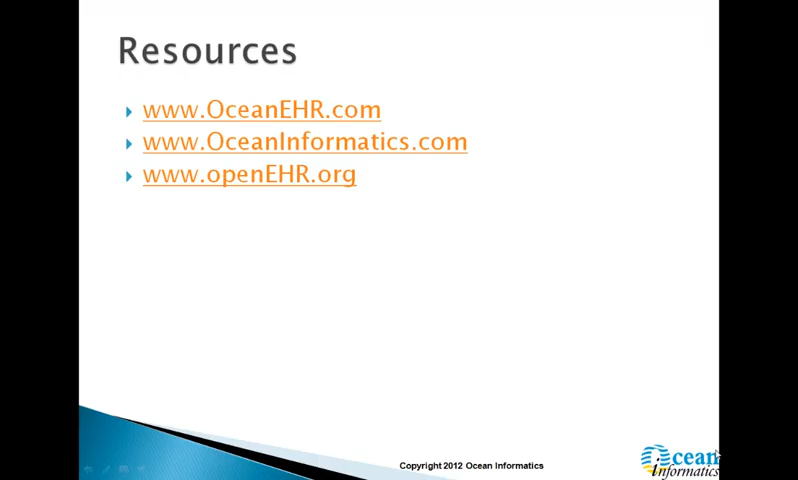 Resources
www.OceanEHR.com
www.OceanInformatics.com
www.openEHR.org
Copyright 2012 Ocean Informatics
Ocean
Informatics